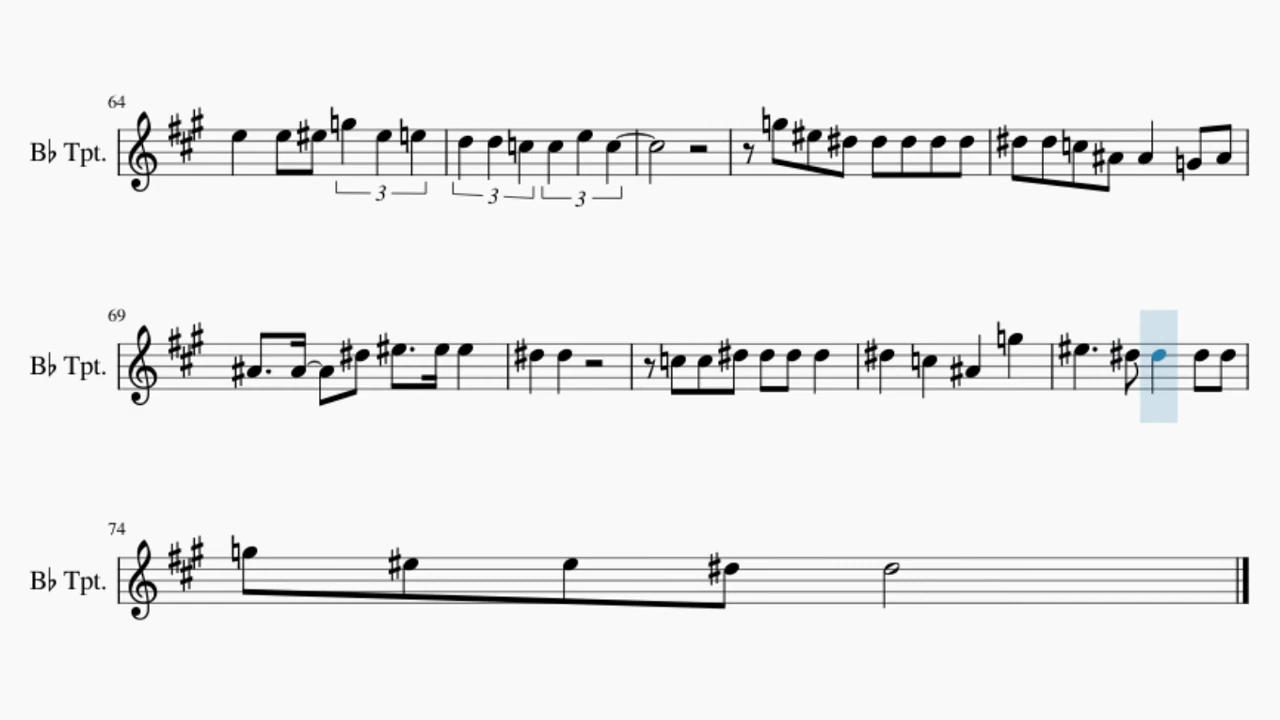 64
B♭ Tpt.
3 3 3
69
B♭ Tpt.
74
B♭ Tpt.